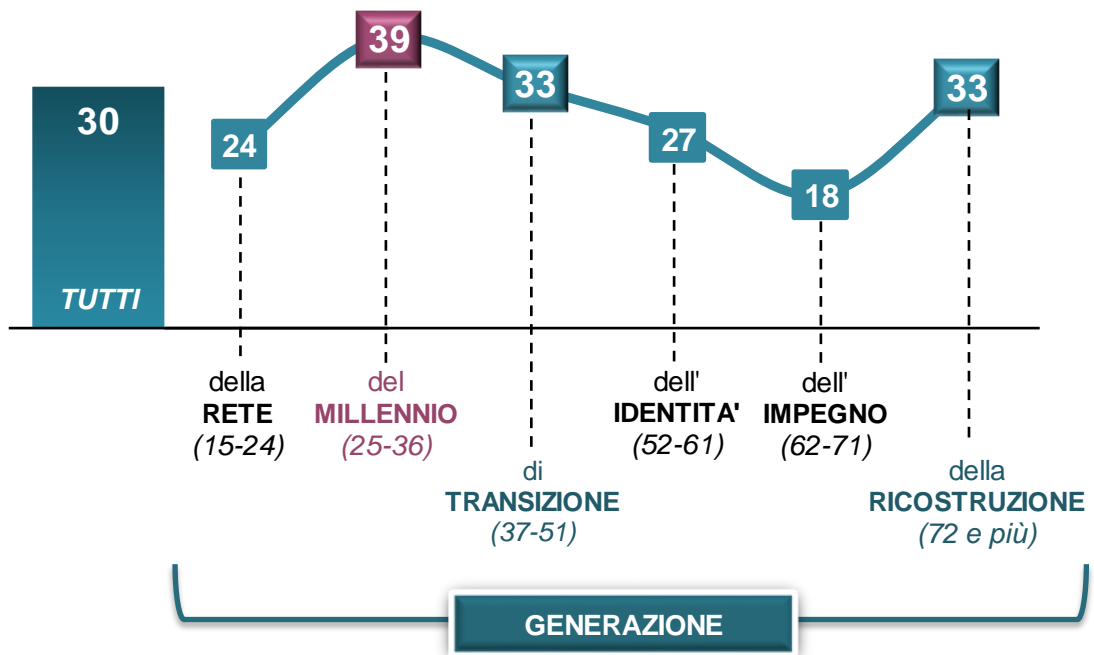 30
TUTTI
24
39
33
27
18
33
della
RETE
(15-24)
del
MILLENNIO
(25-36)
di
TRANSIZIONE
(37-51)
dell'
IDENTITA'
(52-61)
dell'
IMPEGNO
(62-71)
della
RICOSTRUZIONE
(72 e più)
GENERAZIONE